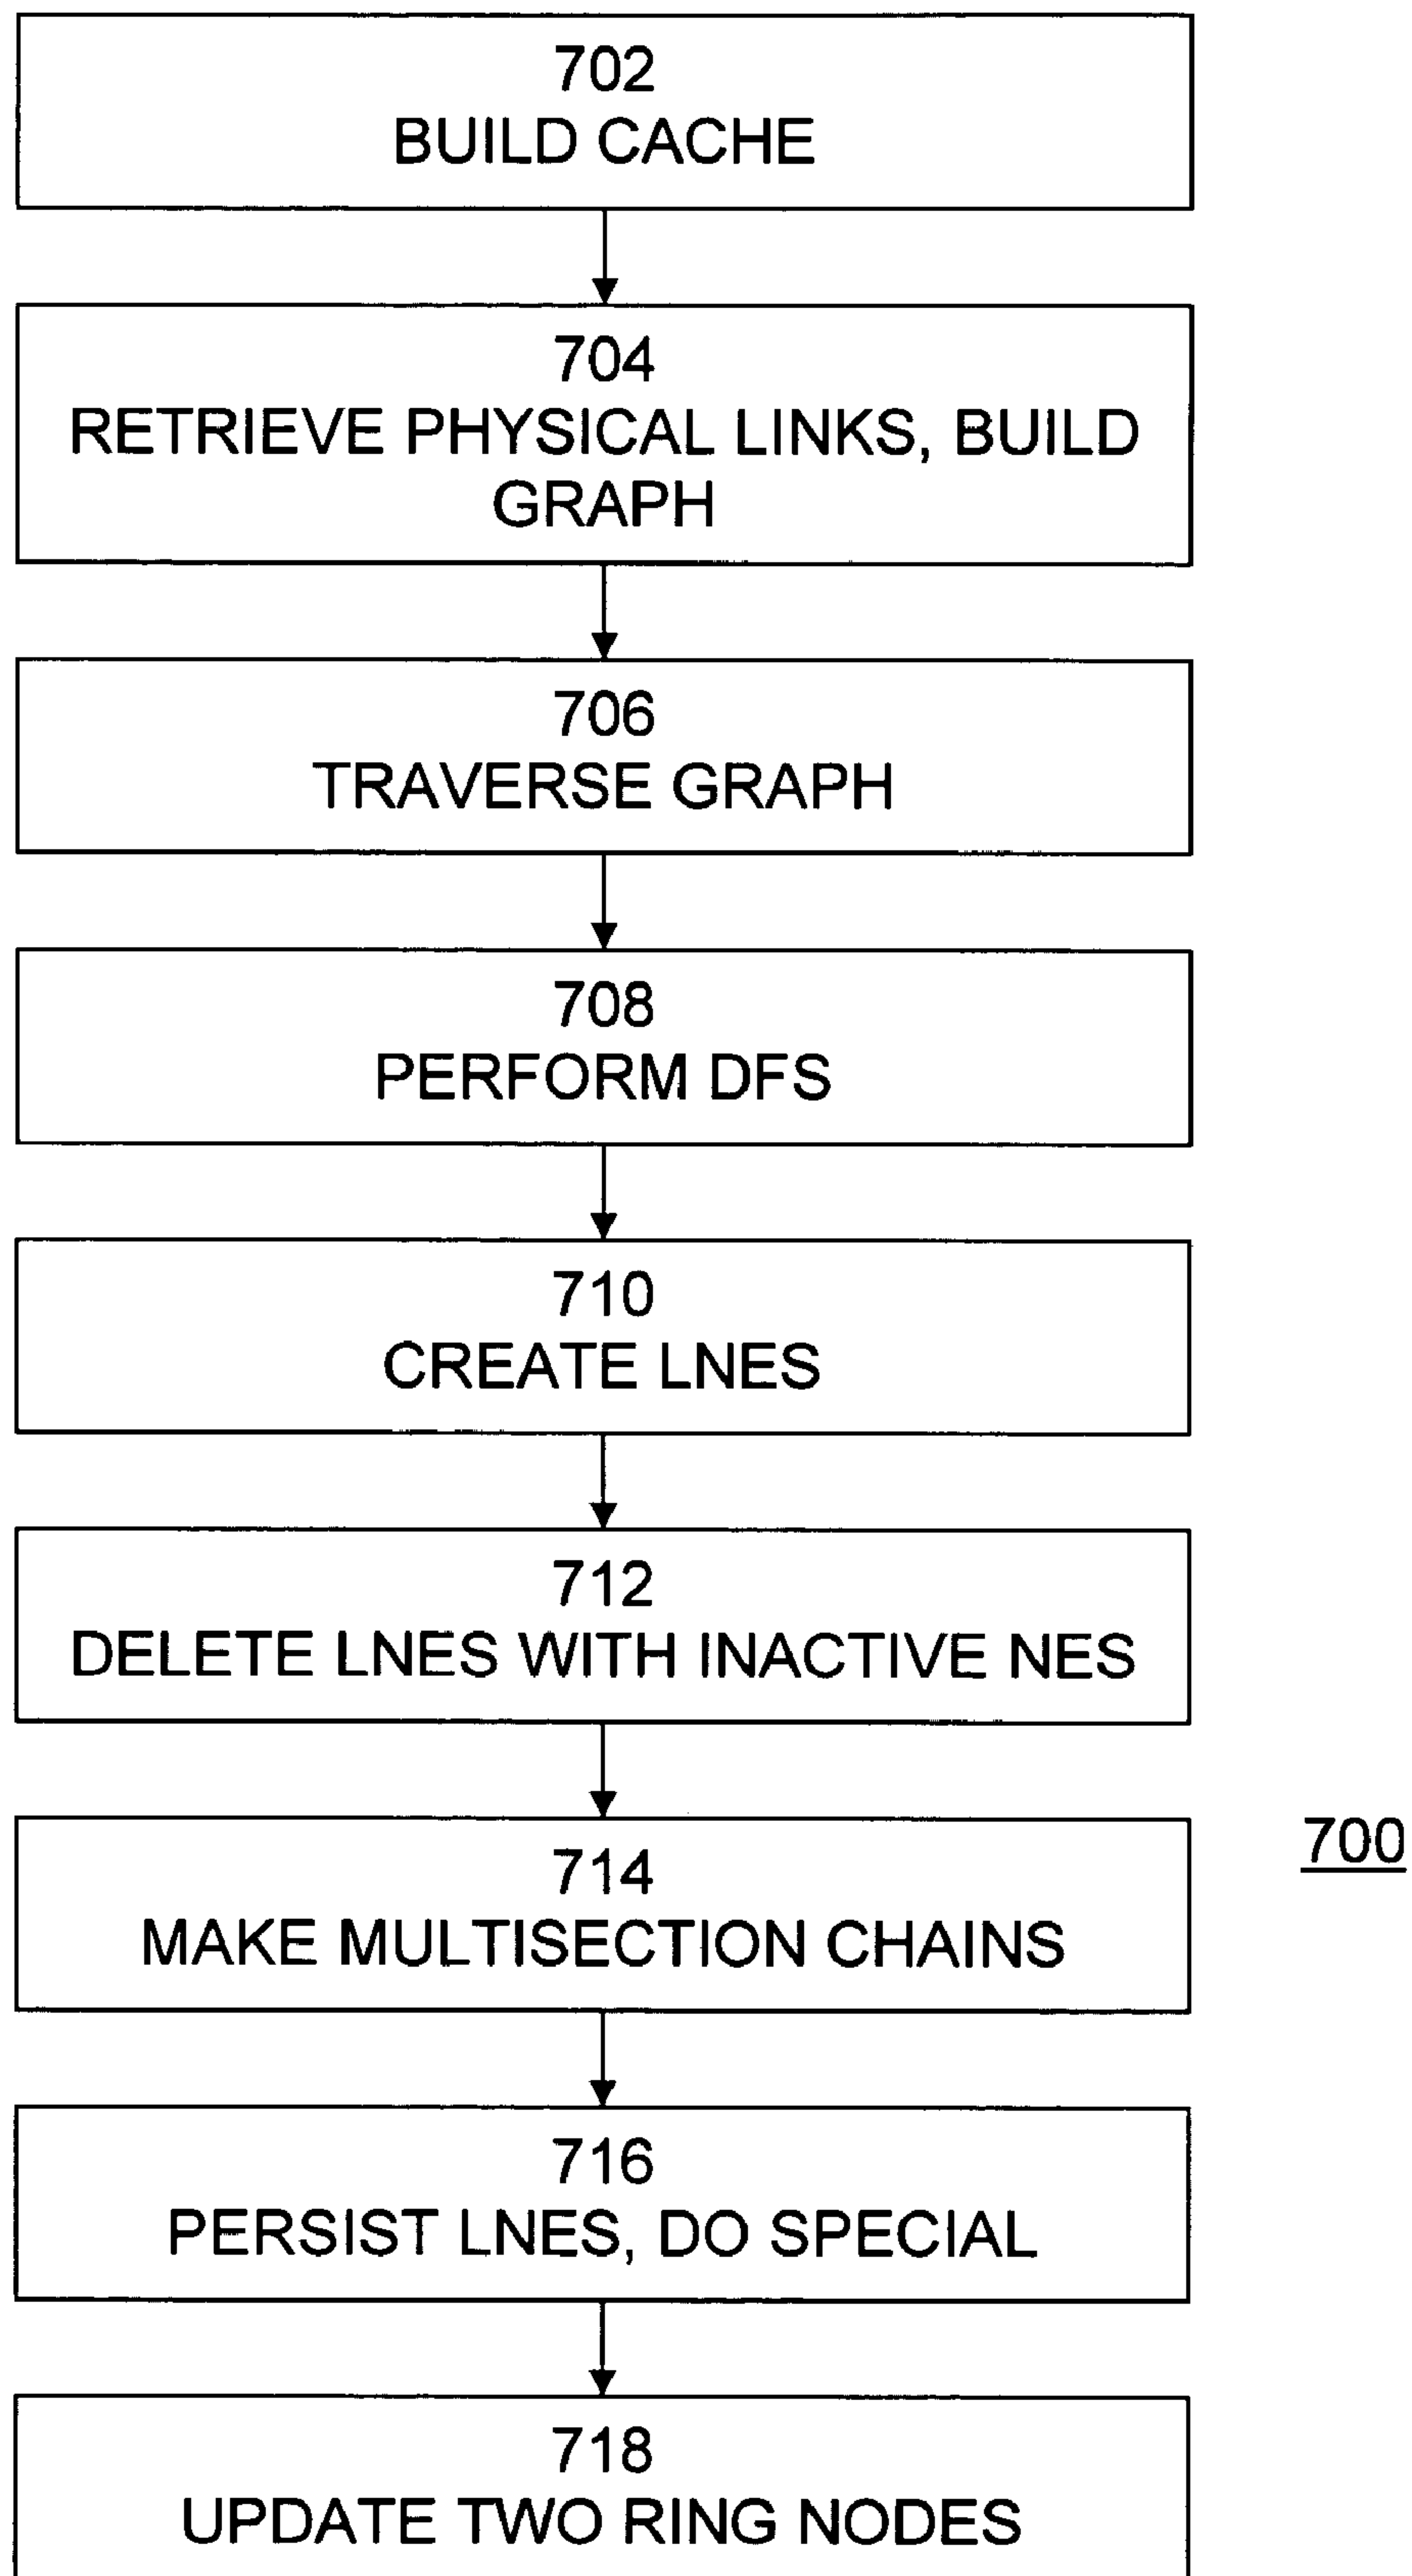 702
BUILD CACHE
704
RETRIEVE PHYSICAL LINKS, BUILD
GRAPH
706
TRAVERSE GRAPH
708
PERFORM DFS
710
CREATE LNES
712
DELETE LNES WITH INACTIVE NES
714
MAKE MULTISECTION CHAINS
700
716
PERSIST LNES, DO SPECIAL
718
UPDATE TWO RING NODES